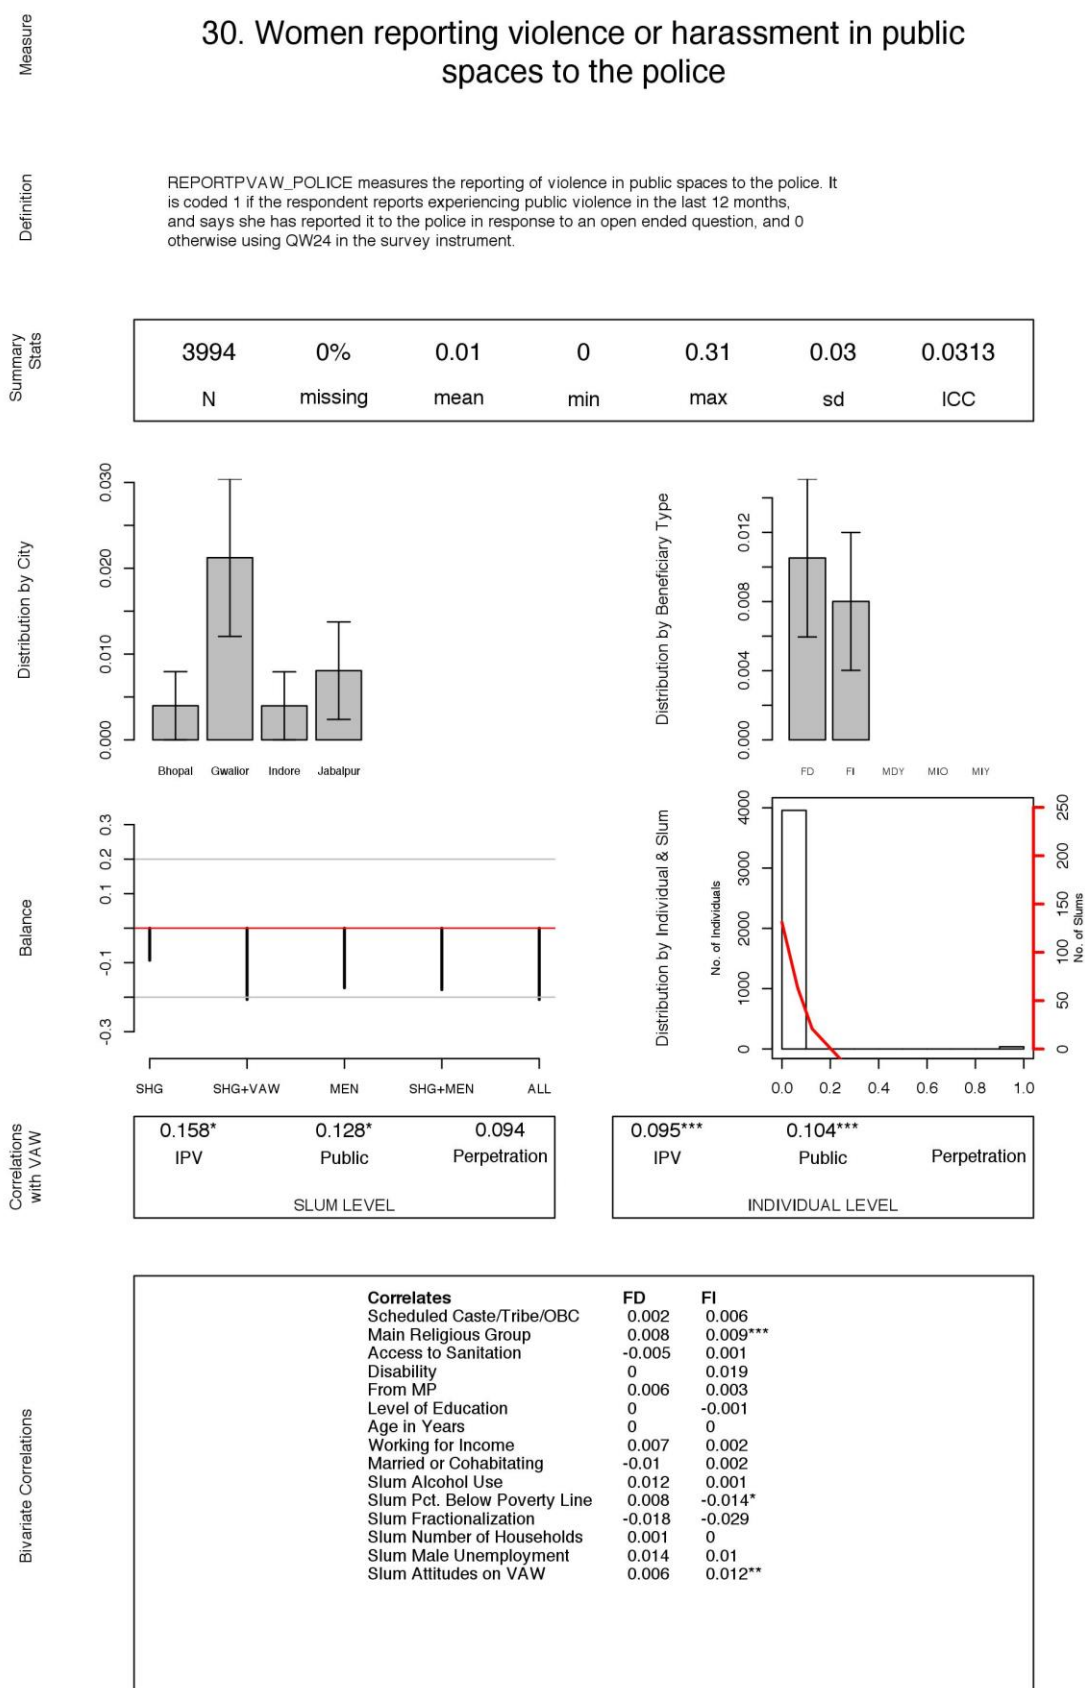 Measure
30. Women reporting violence or harassment in public
spaces to the police
Definition
REPORTPVAW_POLICE measures the reporting of violence in public spaces to the police. It
is coded 1 if the respondent reports experiencing public violence in the last 12 months,
and says she has reported it to the police in response to an open ended question, and 0
otherwise using QW24 in the survey instrument.
Summary
Stats
3994 0% 0.01 0 0.31 0.03 0.0313
N missing mean min max sd ICC
Distribution by City
0.030
0.020
0.010
0.000
Bhopal Gwalior Indore Jabalpur
Distribution by Beneficiary Type
0.012
0.008
0.004
0.000
FD FI MDY MIO MIY
Balance
0.3
0.2
0.1
-0.1
-0.3
SHG SHG+VAW MEN SHG+MEN ALL
Distribution by Individual & Slum
No. of Individuals
4000
3000
2000
1000
0
250
200
150
100
50
0
No. of Slums
0.0 0.2 0.4 0.6 0.8 1.0
Correlations
with VAW
0.158* 0.128* 0.094
IPV Public Perpetration
SLUM LEVEL
0.095*** 0.104***
IPV Public Perpetration
INDIVIDUAL LEVEL
Bivariate Correlations
Correlates FD FI
Scheduled Caste/Tribe/OBC 0.002 0.006
Main Religious Group 0.008 0.009***
Access to Sanitation -0.005 0.001
Disability 0 0.019
From MP 0.006 0.003
Level of Education 0 -0.001
Age in Years 0 0
Working for Income 0.007 0.002
Married or Cohabitating -0.01 0.002
Slum Alcohol Use 0.012 0.001
Slum Pct. Below Poverty Line 0.008 -0.014*
Slum Fractionalization -0.018 -0.029
Slum Number of Households 0.001 0
Slum Male Unemployment 0.014 0.01
Slum Attitudes on VAW 0.006 0.012**